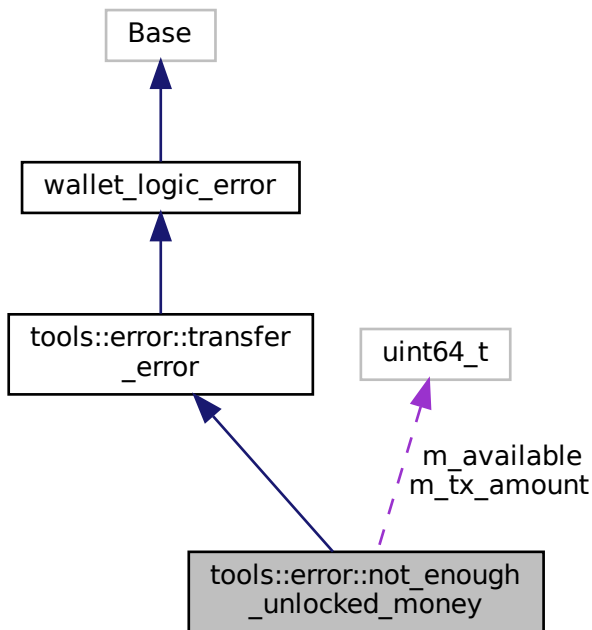 Base
wallet_logic_error
tools::error::transfer
_error
uint64_t
m_available
m_tx_amount
tools::error::not_enough
_unlocked_money